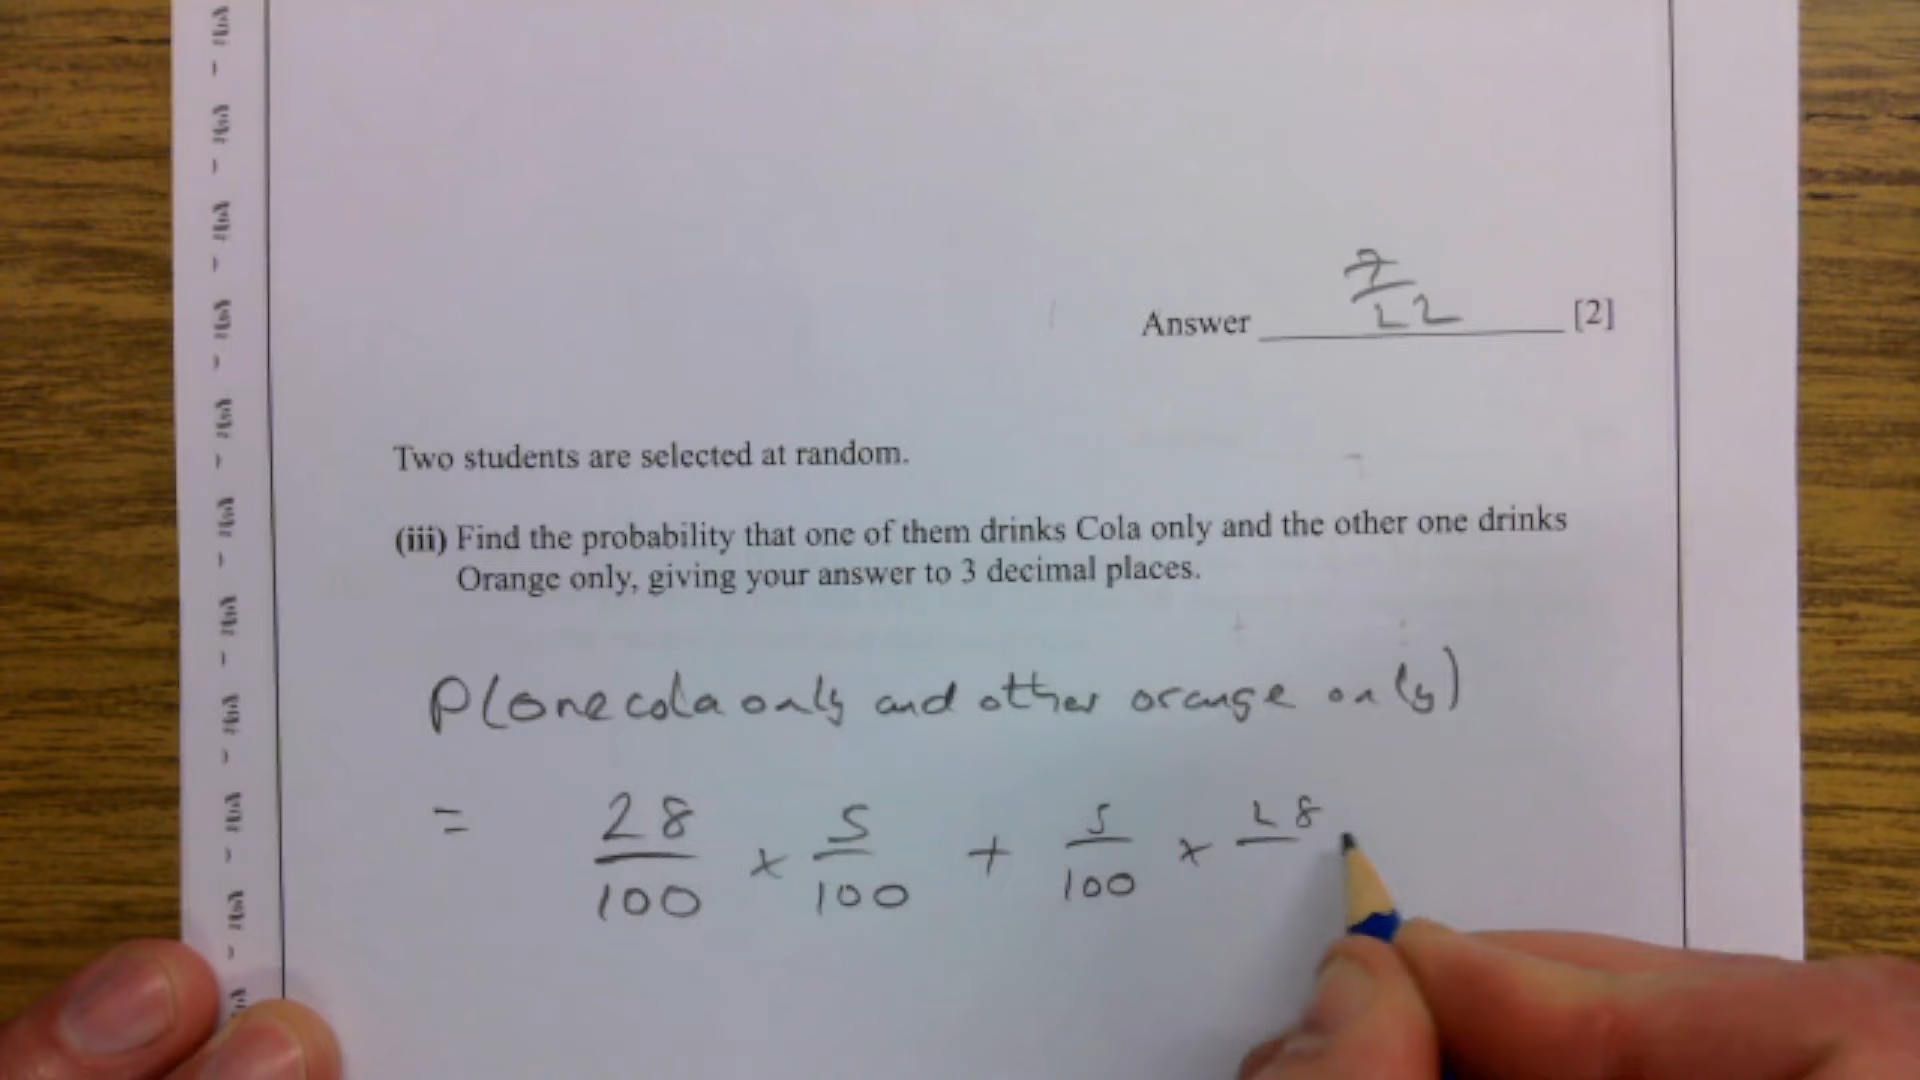 7
22
Answer [2]
Two students are selected at random.
(iii) Find the probability that one of them drinks Cola only and the other one drinks
Orange only, giving your answer to 3 decimal places.
P(one cola only and other orange only)
= 28/100 × 5/100 + 5/100 × 28